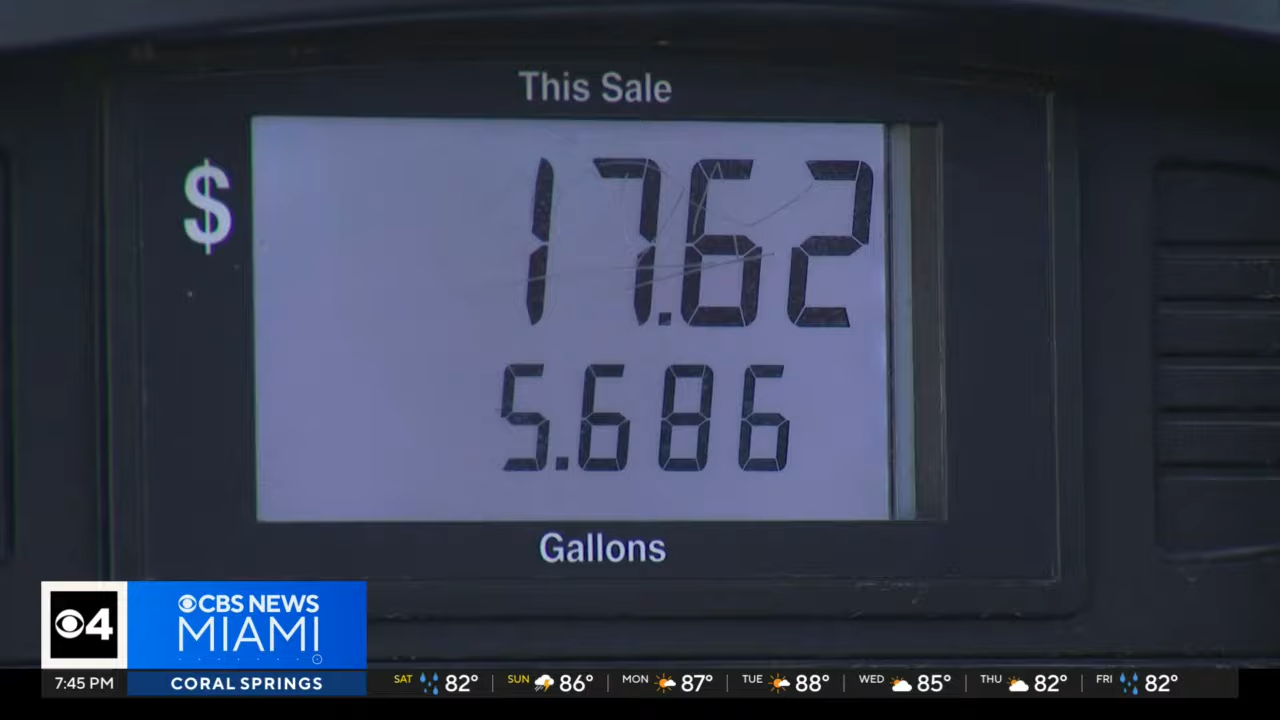 This Sale
$ 17.62
5.686
Gallons
4
CBS NEWS
MIAMI
7:45 PM
CORAL SPRINGS
SAT 82° | SUN 86° | MON 87° | TUE 88° | WED 85° | THU 82° | FRI 82°